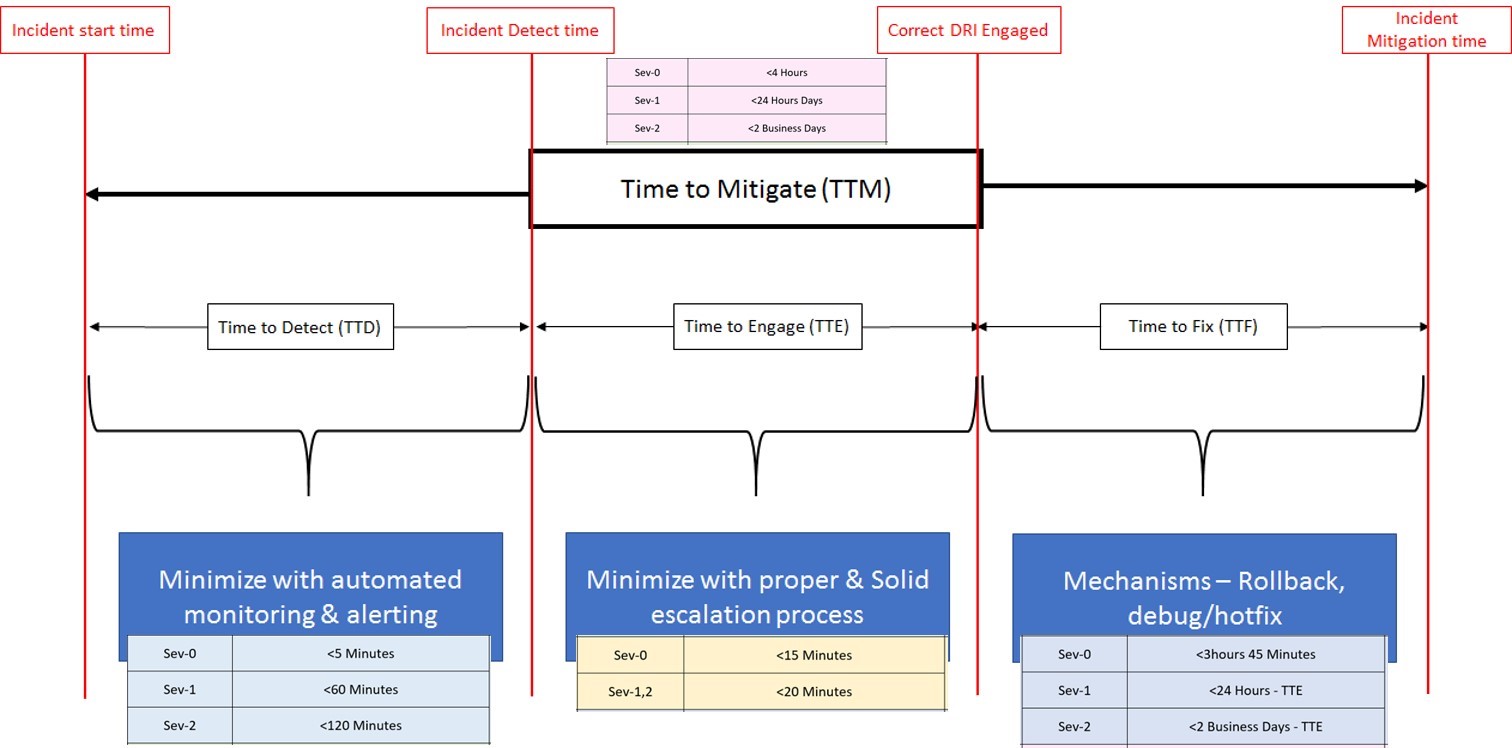 Incident start time
Incident Detect time
Correct DRI Engaged
Incident
Mitigation time
Sev-0 <4 Hours
Sev-1 <24 Hours Days
Sev-2 <2 Business Days
Time to Mitigate (TTM)
Time to Detect (TTD)
Time to Engage (TTE)
Time to Fix (TTF)
Minimize with automated
monitoring & alerting
Sev-0 <5 Minutes
Sev-1 <60 Minutes
Sev-2 <120 Minutes
Minimize with proper & Solid
escalation process
Sev-0 <15 Minutes
Sev-1,2 <20 Minutes
Mechanisms – Rollback,
debug/hotfix
Sev-0 <3hours 45 Minutes
Sev-1 <24 Hours - TTE
Sev-2 <2 Business Days - TTE